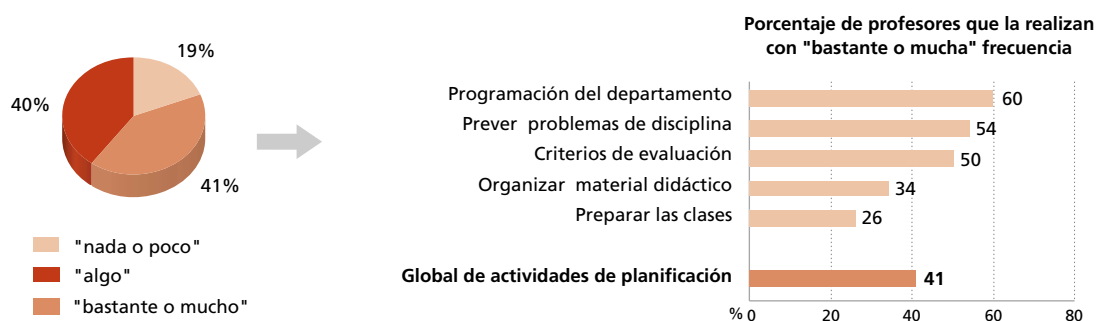 19%
40%
41%
"nada o poco"
"algo"
"bastante o mucho"
Porcentaje de profesores que la realizan
con "bastante o mucha" frecuencia
Programación del departamento 60
Prever problemas de disciplina 54
Criterios de evaluación 50
Organizar material didáctico 34
Preparar las clases 26
Global de actividades de planificación 41
% 0 20 40 60 80